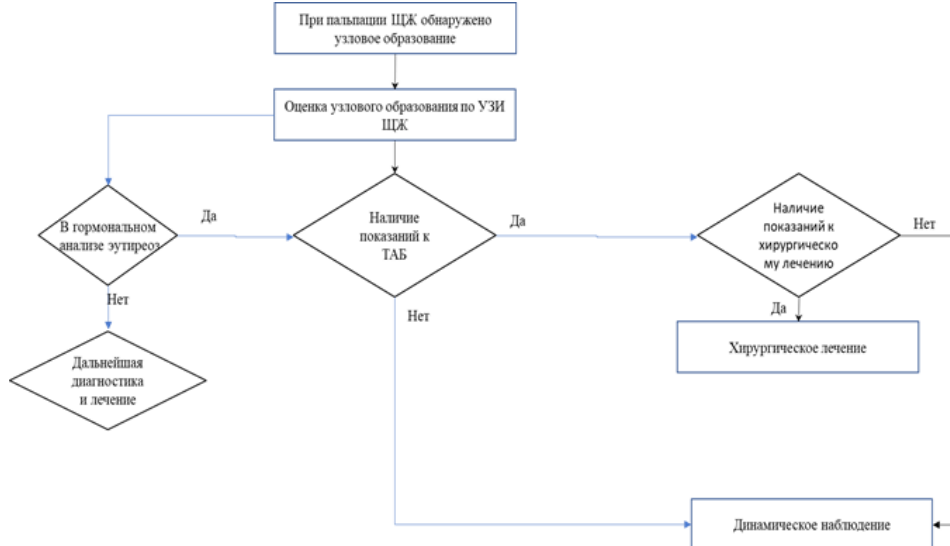 При пальпации ЩЖ обнаружено
узловое образование
Оценка узлового образования по УЗИ
ЩЖ
В гормональном
анализе эутиреоз
Да
Наличие
показаний к
ТАБ
Да
Наличие
показаний к
хирургическо
му лечению
Нет
Нет
Дальнейшая
диагностика
и лечение
Нет
Да
Хирургическое лечение
Динамическое наблюдение